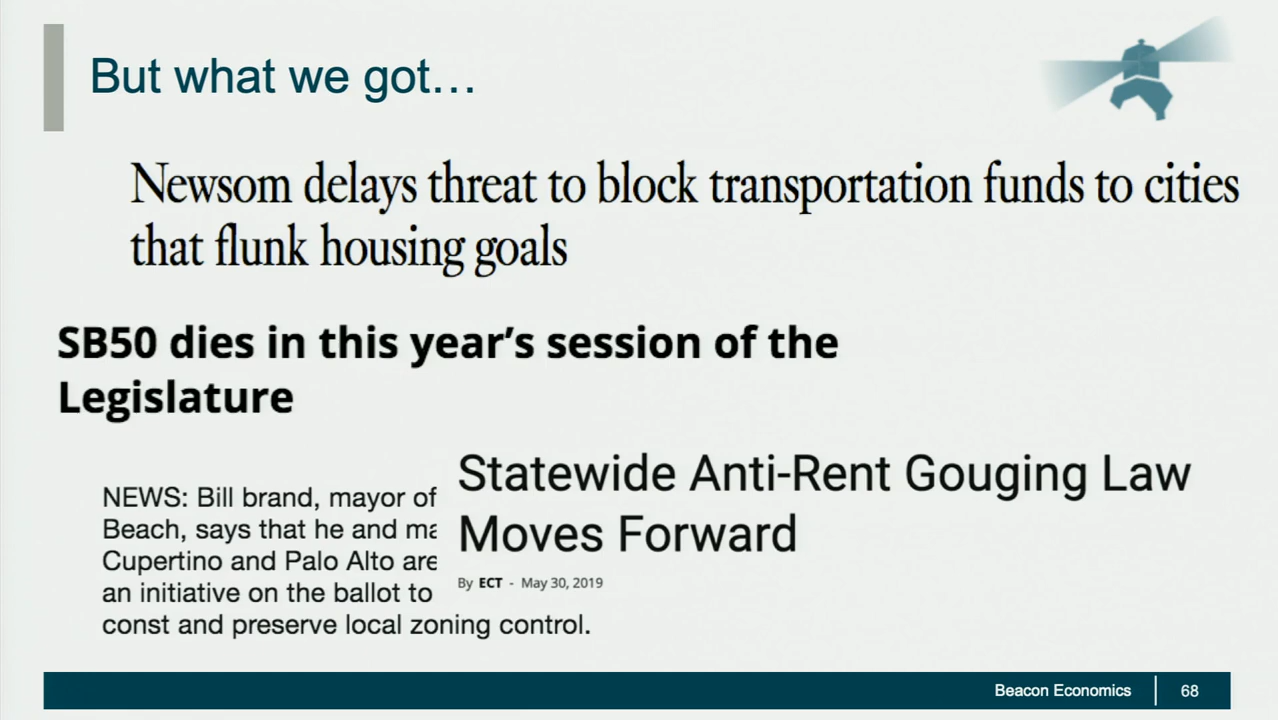 But what we got…
Newsom delays threat to block transportation funds to cities
that flunk housing goals
SB50 dies in this year's session of the
Legislature
Statewide Anti-Rent Gouging Law
Moves Forward
By ECT - May 30, 2019
NEWS: Bill brand, mayor of
Beach, says that he and
Cupertino and Palo Alto are
an initiative on the ballot to
const and preserve local zoning control.
Beacon Economics
68